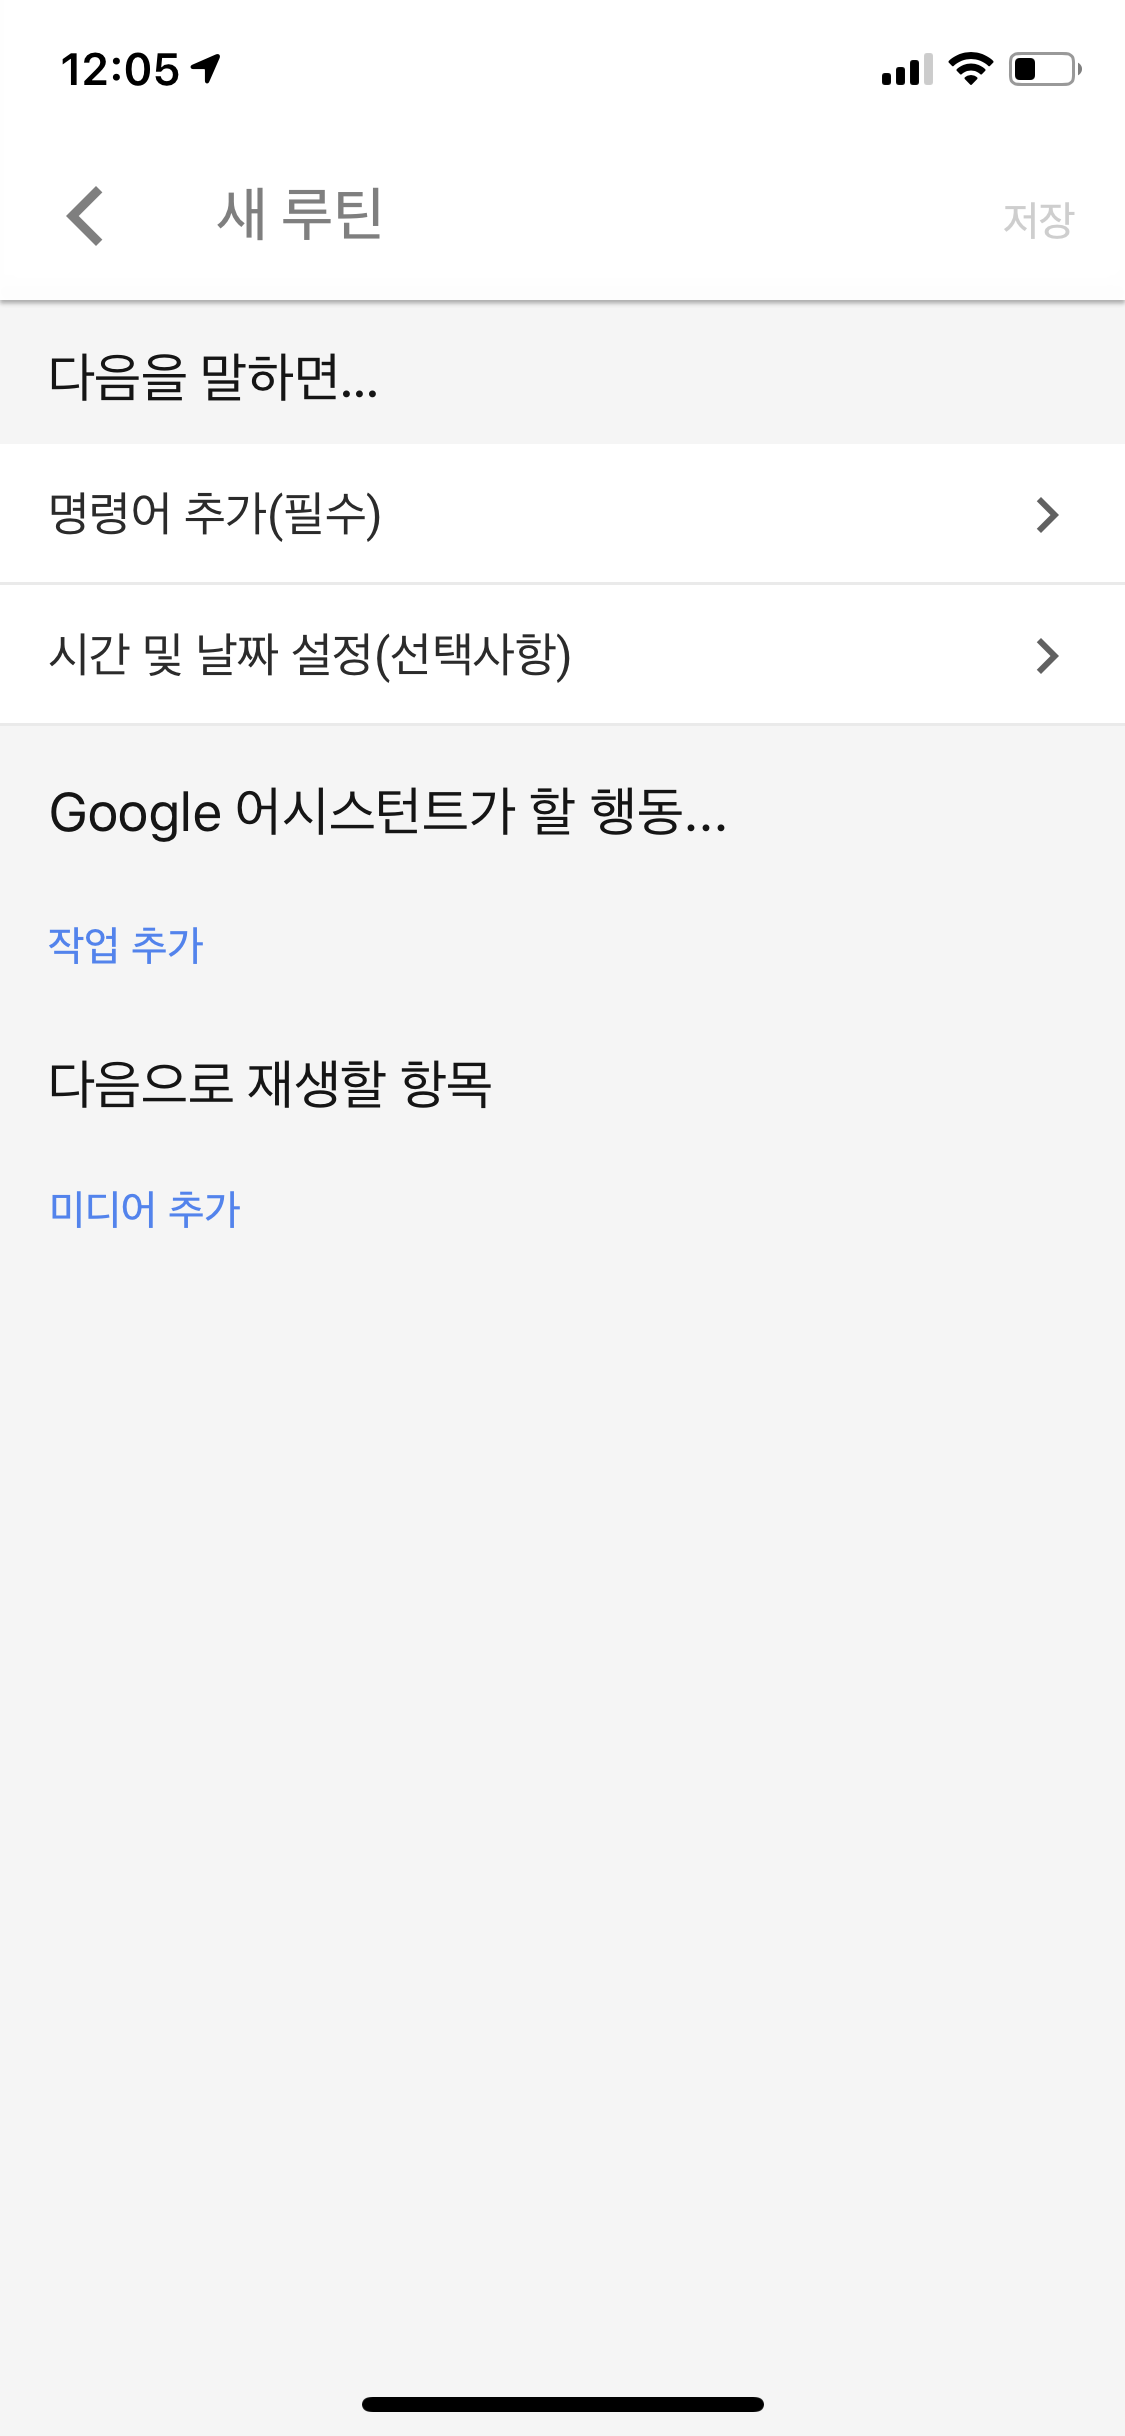 12:05
새 루틴
저장
다음을 말하면...
명령어 추가(필수)
시간 및 날짜 설정(선택사항)
Google 어시스턴트가 할 행동...
작업 추가
다음으로 재생할 항목
미디어 추가